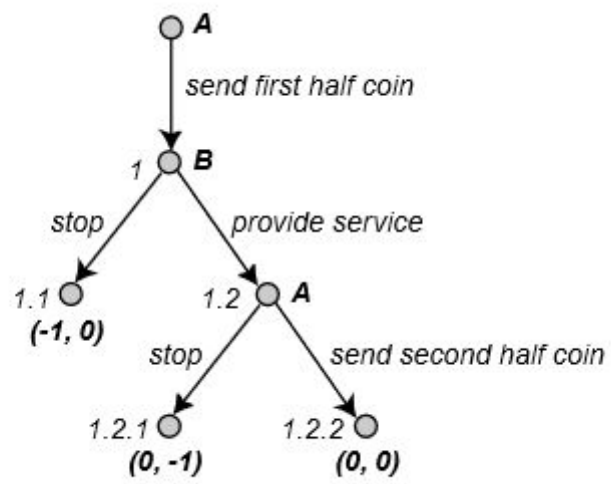 A
send first half coin
1 B
stop provide service
1.1 1.2 A
(-1, 0)
stop send second half coin
1.2.1 1.2.2
(0, -1) (0, 0)